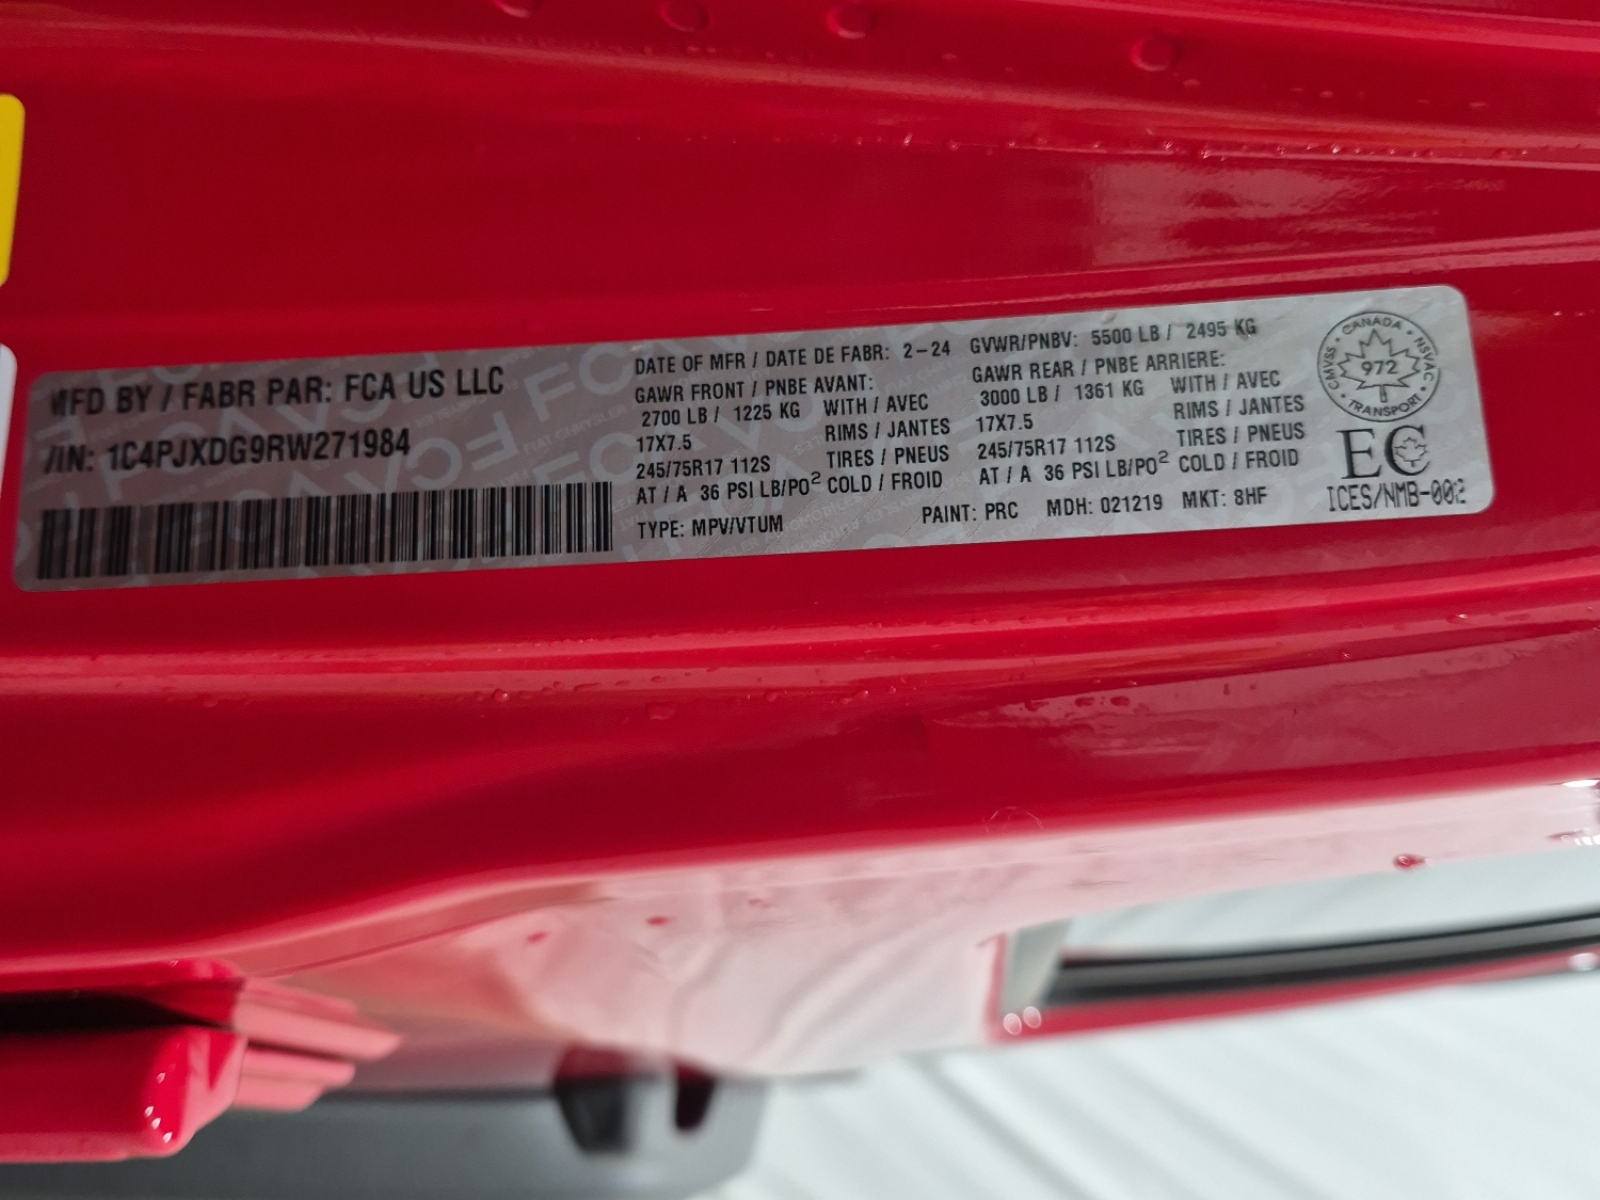 MFD BY / FABR PAR: FCA US LLC
VIN: 1C4PJXDG9RW271984
DATE OF MFR / DATE DE FABR: 2-24 GVWR/PNBV: 5500 LB / 2495 KG
GAWR FRONT / PNBE AVANT:
2700 LB / 1225 KG WITH / AVEC
17X7.5 RIMS / JANTES
245/75R17 112S TIRES / PNEUS
AT / A 36 PSI LB/PO² COLD / FROID
GAWR REAR / PNBE ARRIERE:
3000 LB / 1361 KG WITH / AVEC
17X7.5 RIMS / JANTES
245/75R17 112S TIRES / PNEUS
AT / A 36 PSI LB/PO² COLD / FROID
TYPE: MPV/VTUM PAINT: PRC MDH: 021219 MKT: 8HF
CANADA
CMVSS 972 NSVAC
TRANSPORT
EC
ICES/NMB-002